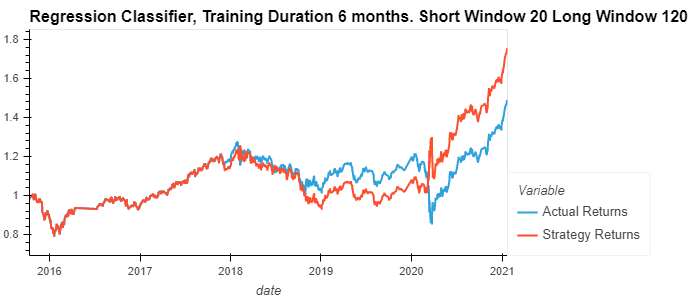 Regression Classifier, Training Duration 6 months. Short Window 20 Long Window 120
1.8
1.6
1.4
1.2
1
0.8
2016 2017 2018 2019 2020 2021
date
Variable
Actual Returns
Strategy Returns